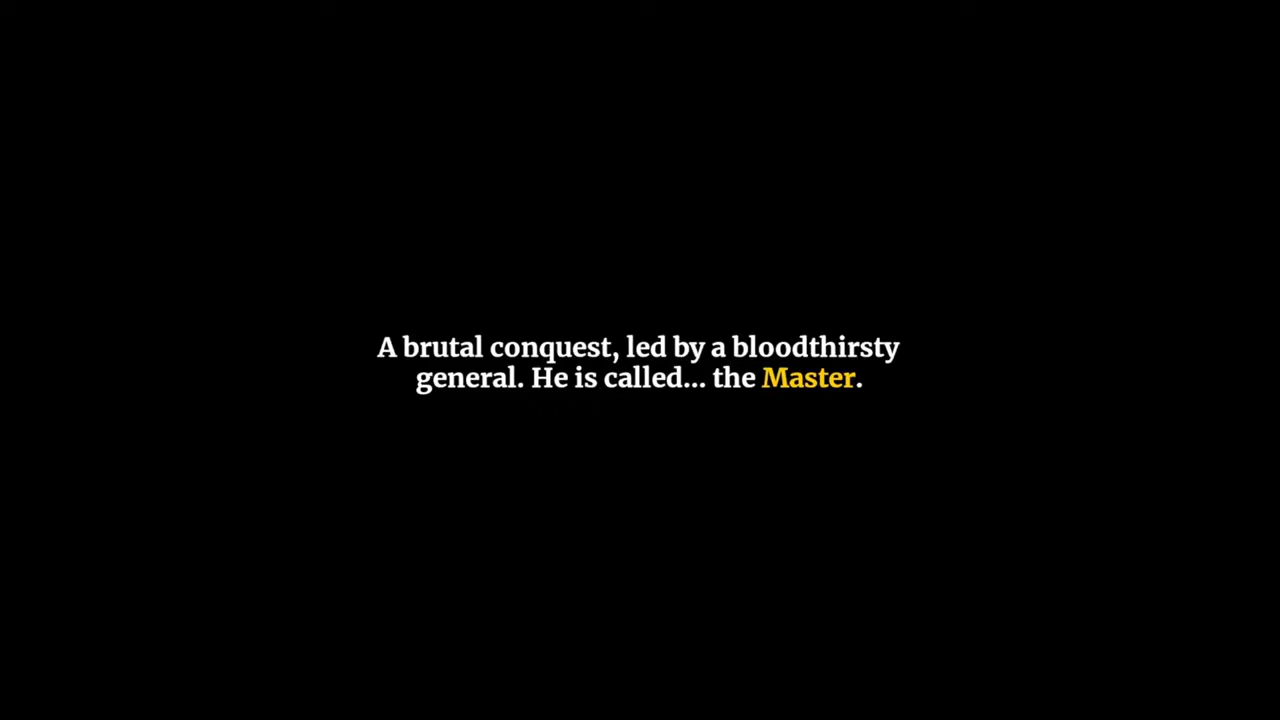 A brutal conquest, led by a bloodthirsty
general. He is called... the Master.